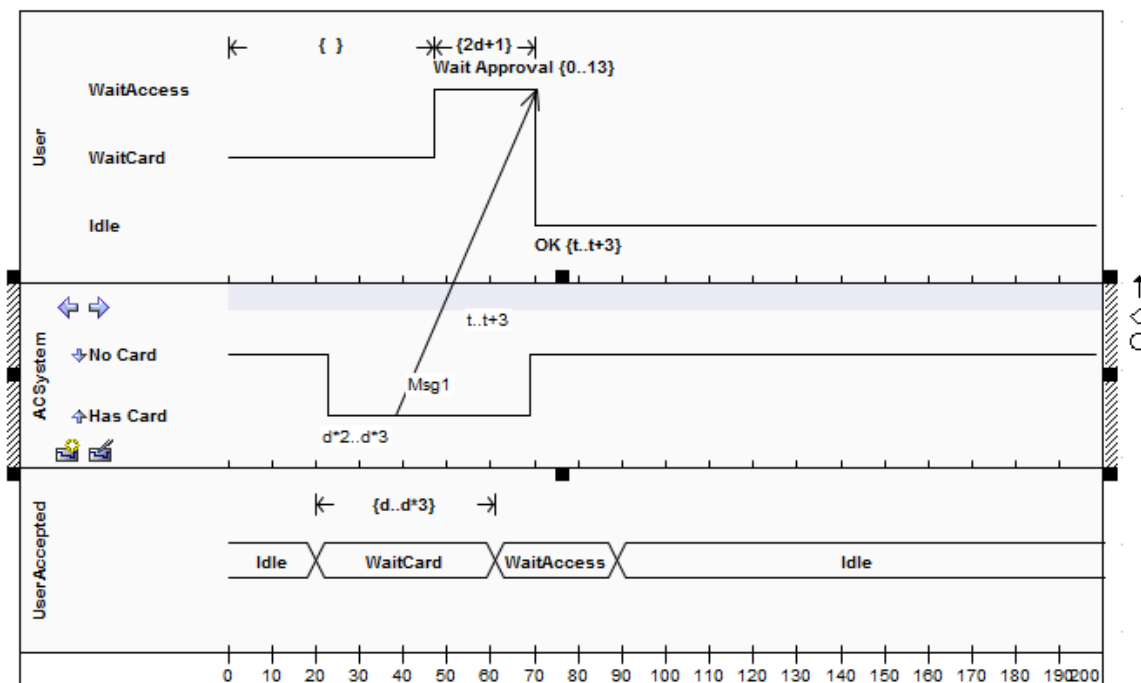 { }
{2d+1}
Wait Approval {0..13}
User
WaitAccess
WaitCard
Idle
OK {t..t+3}
ACSystem
t..t+3
No Card
Msg1
Has Card
d*2..d*3
UserAccepted
{d..d*3}
Idle WaitCard WaitAccess Idle
0 10 20 30 40 50 60 70 80 90 100 110 120 130 140 150 160 170 180 190 200